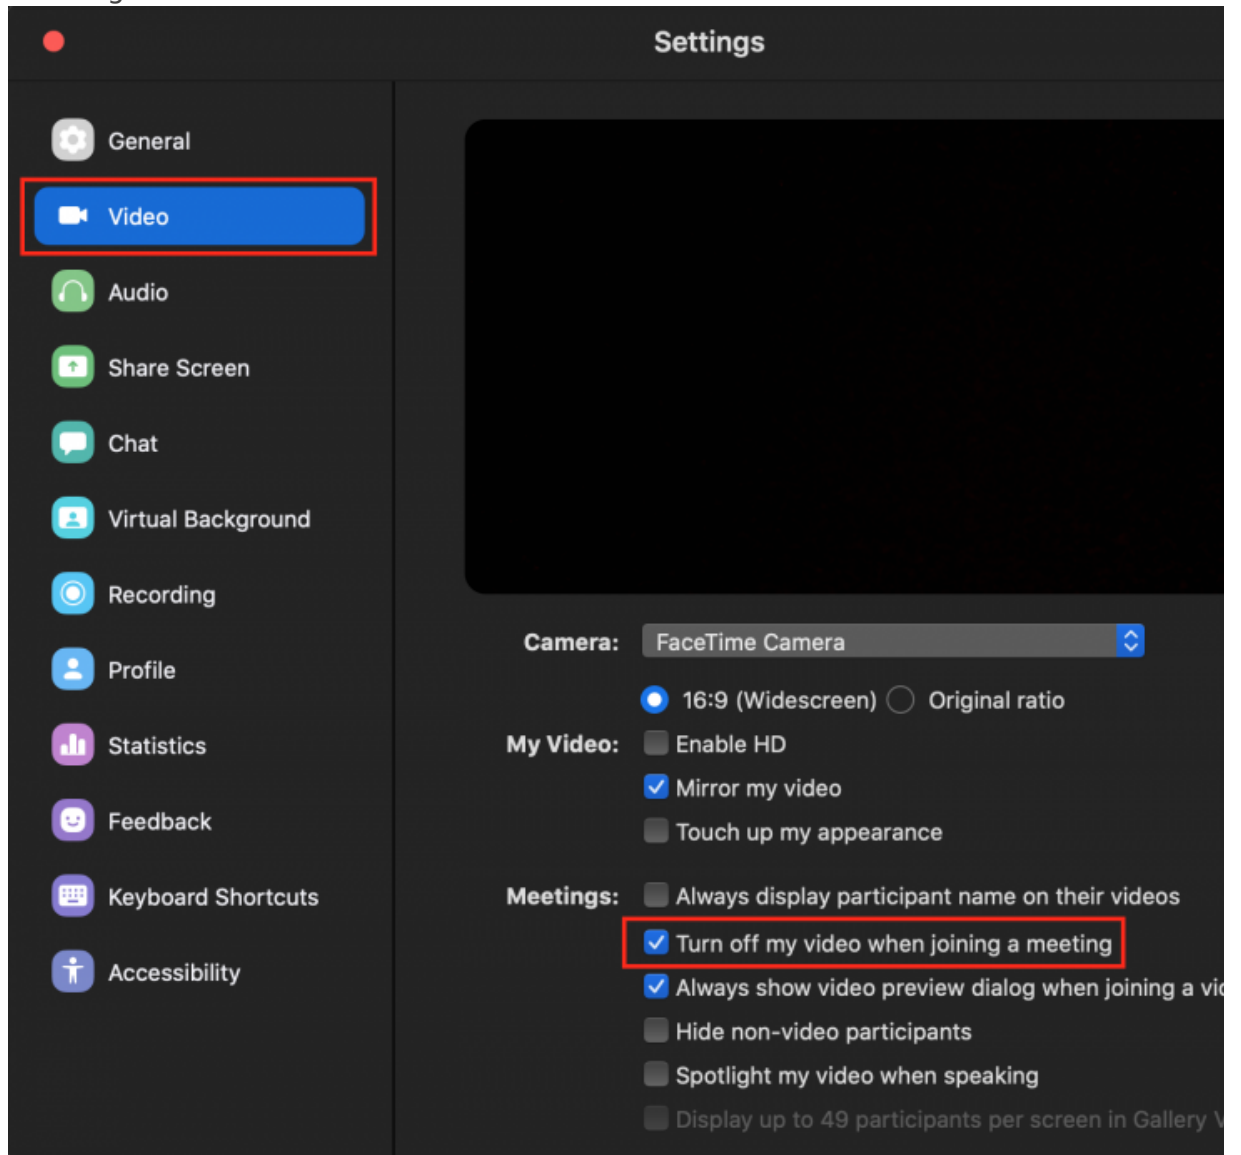 Settings
General
Video
Audio
Share Screen
Chat
Virtual Background
Recording
Profile
Statistics
Feedback
Keyboard Shortcuts
Accessibility
Camera: FaceTime Camera
16:9 (Widescreen) Original ratio
My Video: Enable HD
Mirror my video
Touch up my appearance
Meetings: Always display participant name on their videos
Turn off my video when joining a meeting
Always show video preview dialog when joining a
Hide non-video participants
Spotlight my video when speaking
Display up to 49 participants per screen in Gallery